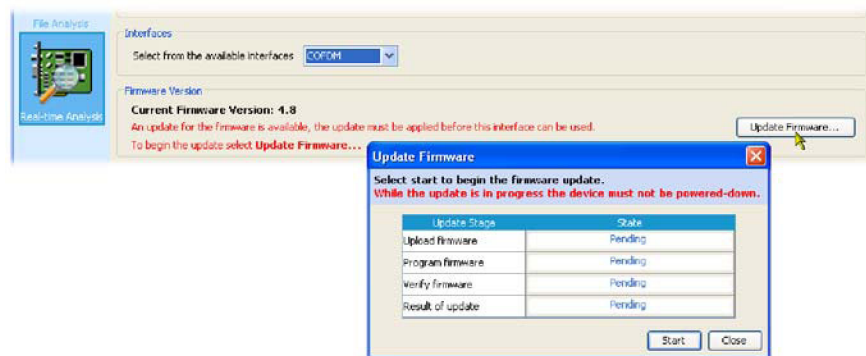 File Analysis
Real-time Analysis
Interfaces
Select from the available interfaces COFDM
Firmware Version
Current Firmware Version: 4.8
An update for the firmware is available, the update must be applied before this interface can be used.
To begin the update select Update Firmware...
Update Firmware...
Update Firmware
Select start to begin the firmware update.
While the update is in progress the device must not be powered-down.
Update Stage State
Upload firmware Pending
Program firmware Pending
Verify firmware Pending
Result of update Pending
Start Close